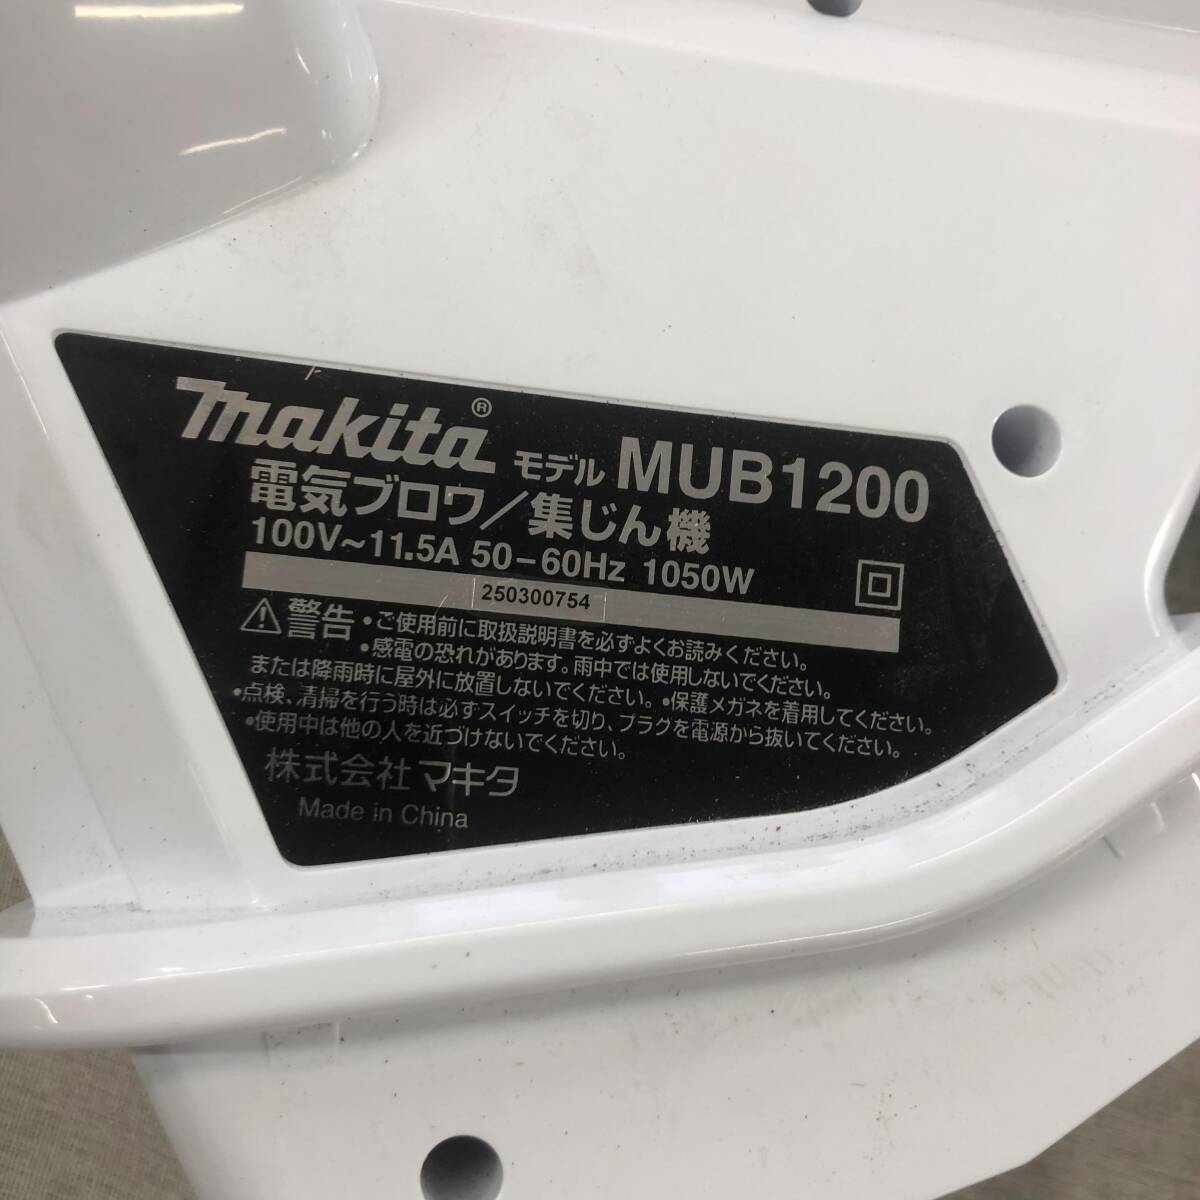 makita® モデル MUB1200
電気ブロワ/集じん機
100V~11.5A 50-60Hz 1050W
250300754
警告 •ご使用前に取扱説明書を必ずよくお読みください。
•感電の恐れがあります。雨中では使用しないでください。
または降雨時に屋外に放置しないでください。•保護メガネを着用してください。
•点検、清掃を行う時は必ずスイッチを切り、プラグを電源から抜いてください。
•使用中は他の人を近づけないでください。
株式会社マキタ
Made in China